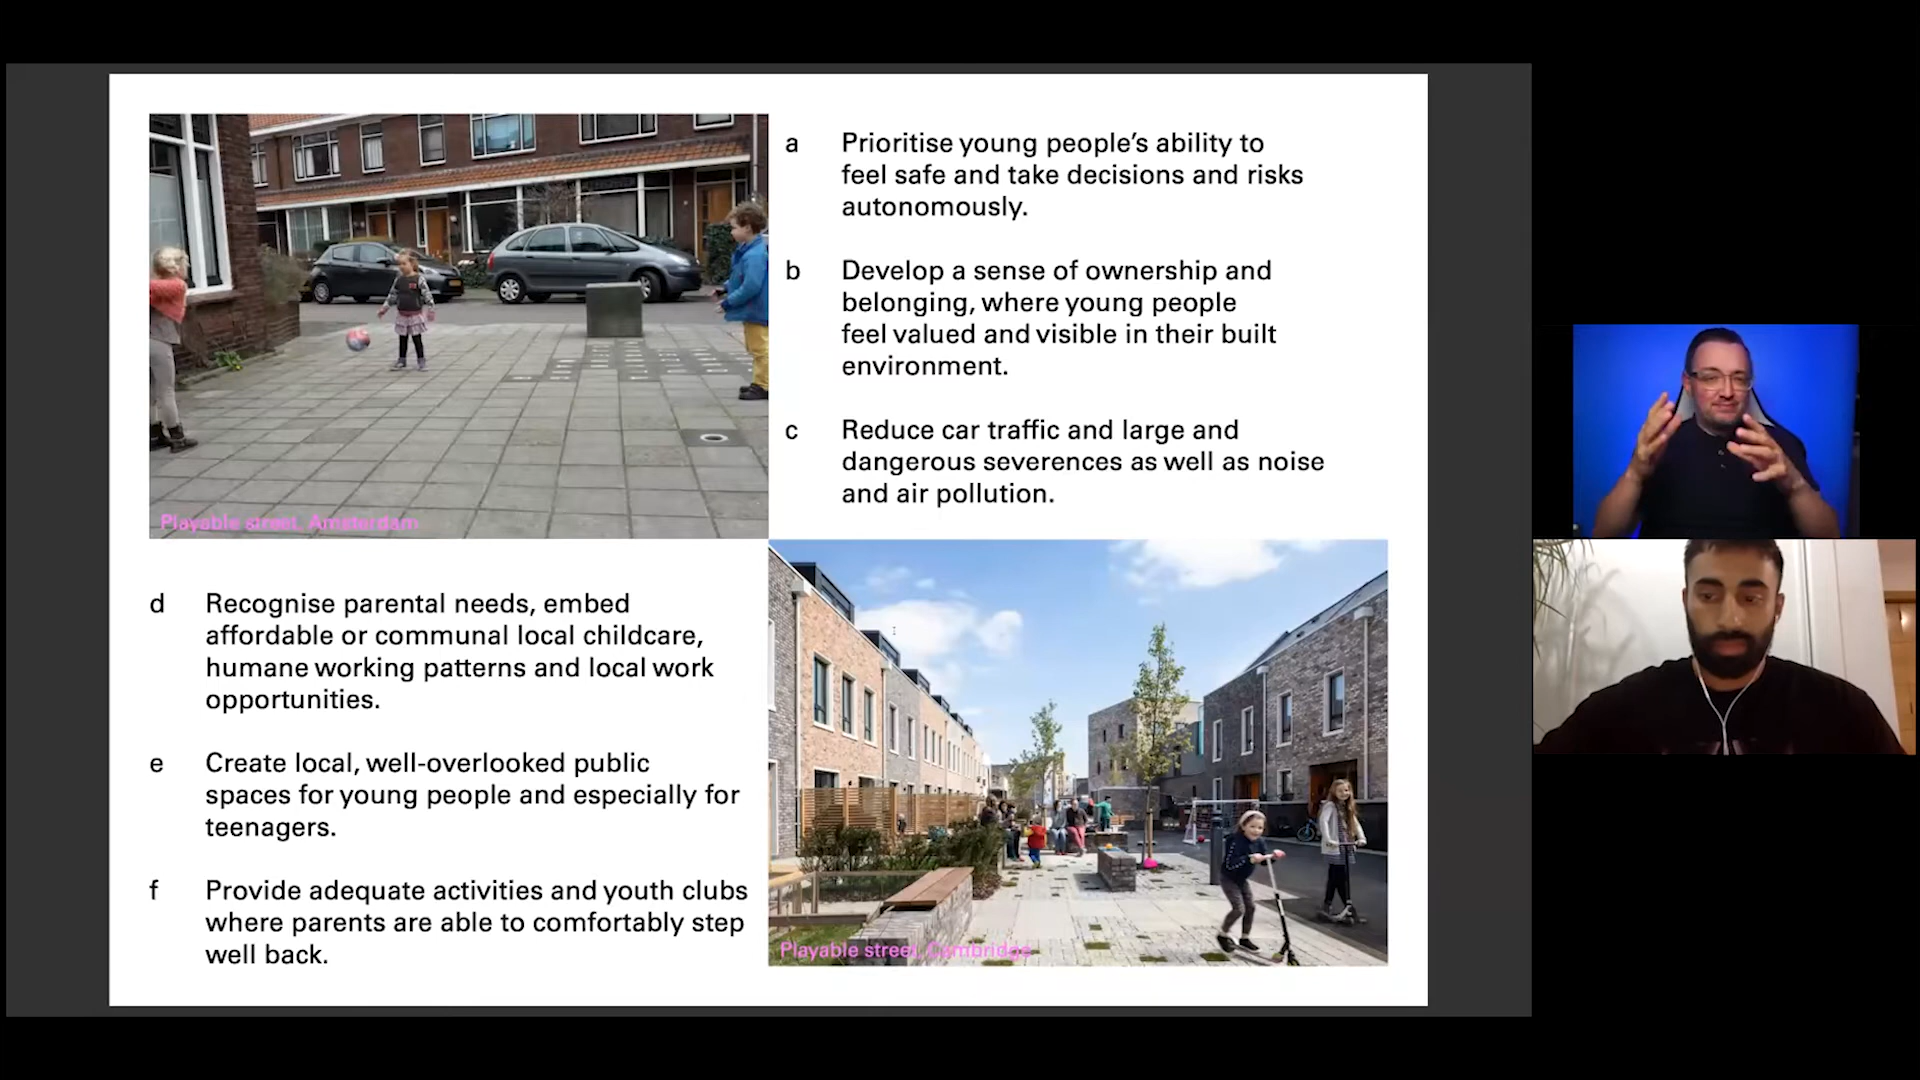 a Prioritise young people’s ability to
feel safe and take decisions and risks
autonomously.
b Develop a sense of ownership and
belonging, where young people
feel valued and visible in their built
environment.
c Reduce car traffic and large and
dangerous severences as well as noise
and air pollution.
Playable street, Amsterdam
d Recognise parental needs, embed
affordable or communal local childcare,
humane working patterns and local work
opportunities.
e Create local, well-overlooked public
spaces for young people and especially for
teenagers.
f Provide adequate activities and youth clubs
where parents are able to comfortably step
well back.
Playable street, Cambridge